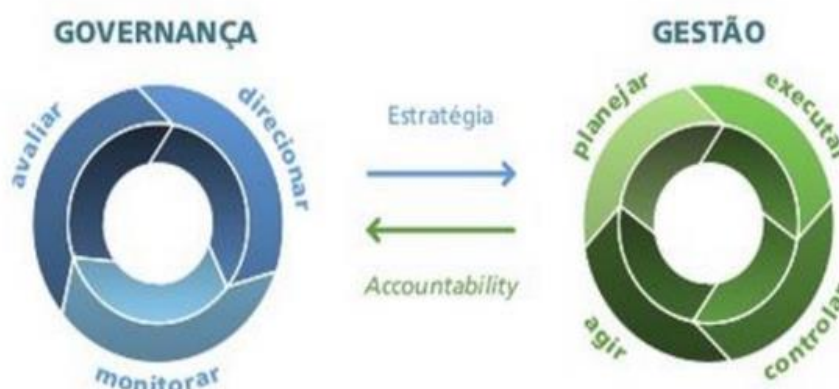 GOVERNANÇA
avaliar
direcionar
monitorar
Estratégia
Accountability
GESTÃO
planejar
executar
controlar
agir